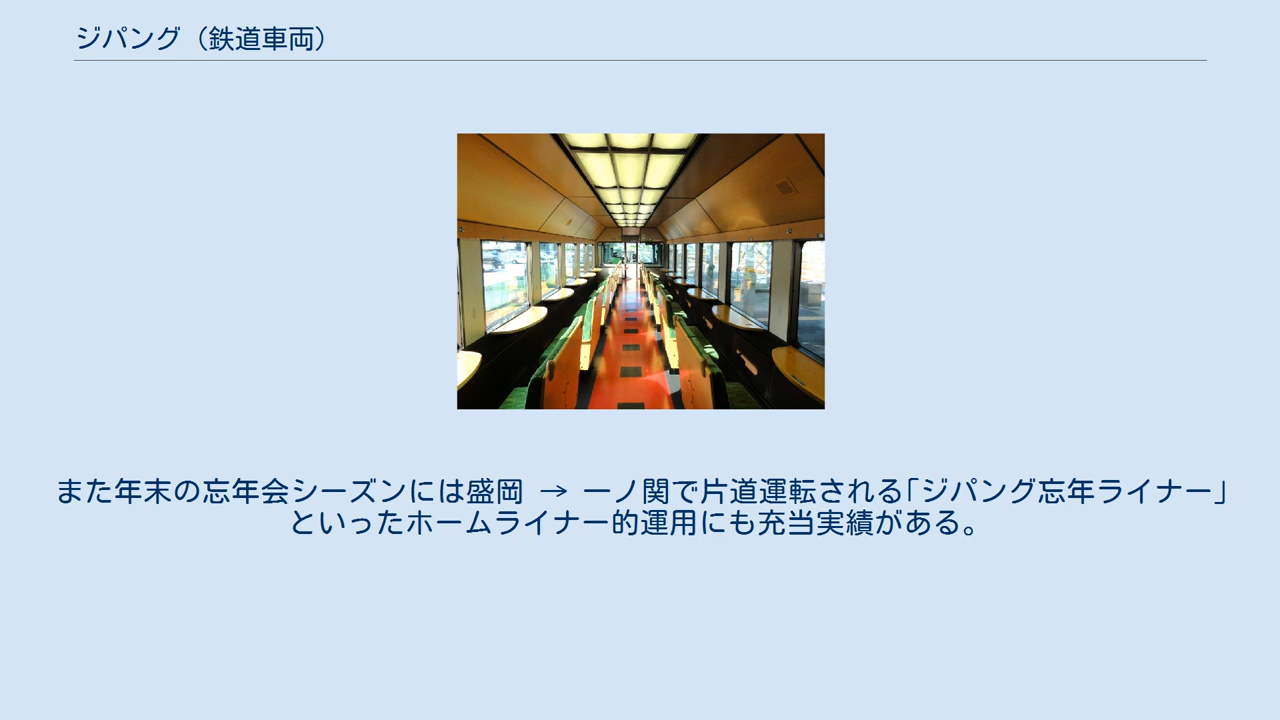 ジパング（鉄道車両）
また年末の忘年会シーズンには盛岡 → 一ノ関で片道運転される｢ジパング忘年ライナー｣
といったホームライナー的運用にも充当実績がある。